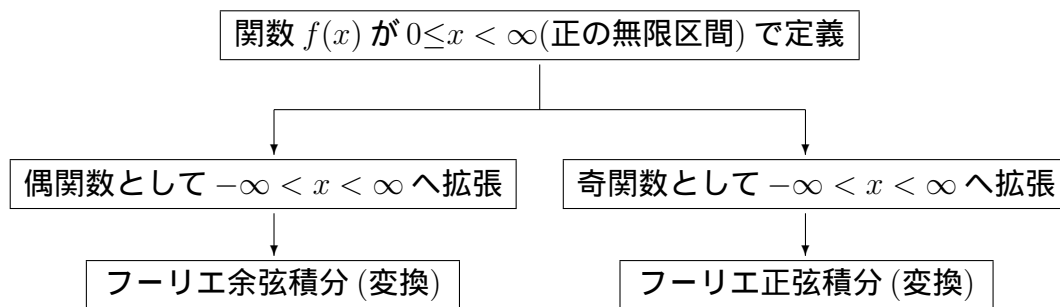 関数 f(x) が 0≤x < ∞(正の無限区間) で定義
偶関数として −∞ < x < ∞ へ拡張
奇関数として −∞ < x < ∞ へ拡張
フーリエ余弦積分 (変換)
フーリエ正弦積分 (変換)